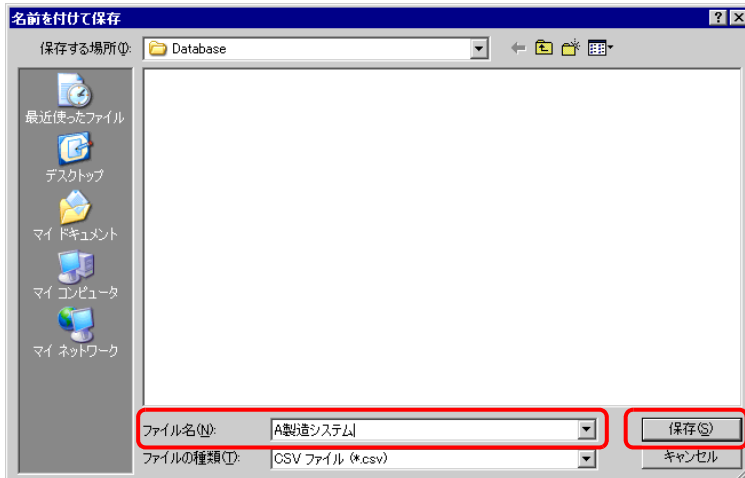 名前を付けて保存
保存する場所(I): Database
最近使ったファイル
デスクトップ
マイ ドキュメント
マイ コンピュータ
マイ ネットワーク
ファイル名(N): A製造システム 保存(S)
ファイルの種類(T): CSV ファイル (*.csv) キャンセル